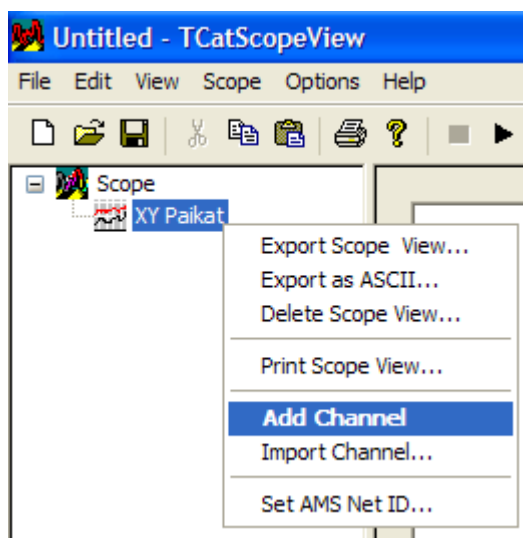 Untitled - TCatScopeView
File Edit View Scope Options Help
Scope
XY Paikat
Export Scope View...
Export as ASCII...
Delete Scope View...
Print Scope View...
Add Channel
Import Channel...
Set AMS Net ID...